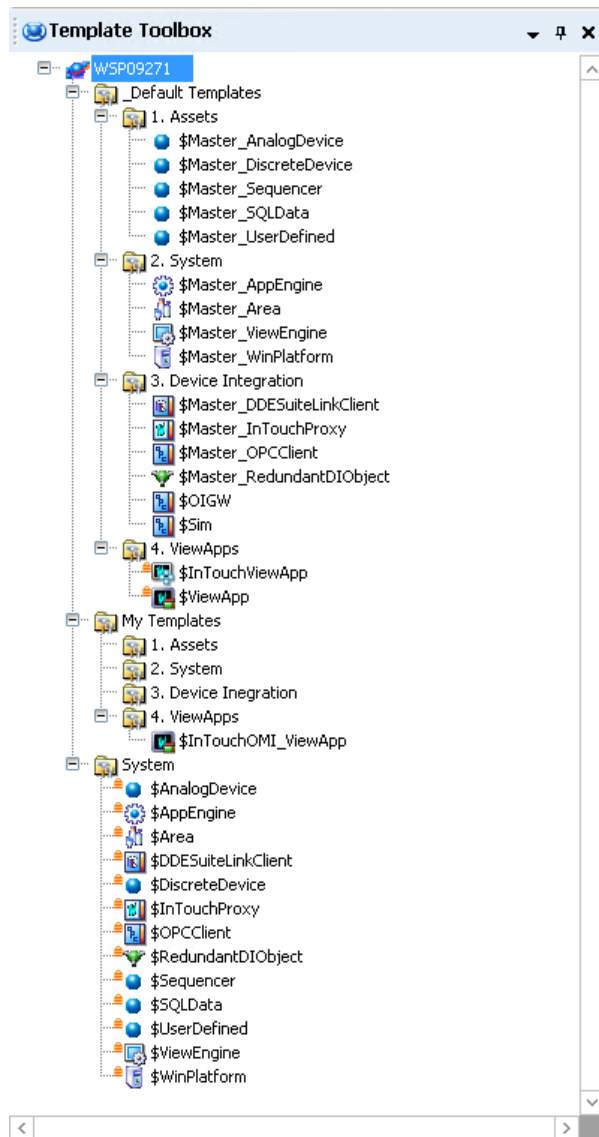 Template Toolbox
WSP09271
_Default Templates
1. Assets
$Master_AnalogDevice
$Master_DiscreteDevice
$Master_Sequencer
$Master_SQLData
$Master_UserDefined
2. System
$Master_AppEngine
$Master_Area
$Master_ViewEngine
$Master_WinPlatform
3. Device Integration
$Master_DDESuiteLinkClient
$Master_InTouchProxy
$Master_OPCClient
$Master_RedundantDIObject
$OIGW
$Sim
4. ViewApps
$InTouchViewApp
$ViewApp
My Templates
1. Assets
2. System
3. Device Inegration
4. ViewApps
$InTouchOMI_ViewApp
System
$AnalogDevice
$AppEngine
$Area
$DDESuiteLinkClient
$DiscreteDevice
$InTouchProxy
$OPCClient
$RedundantDIObject
$Sequencer
$SQLData
$UserDefined
$ViewEngine
$WinPlatform